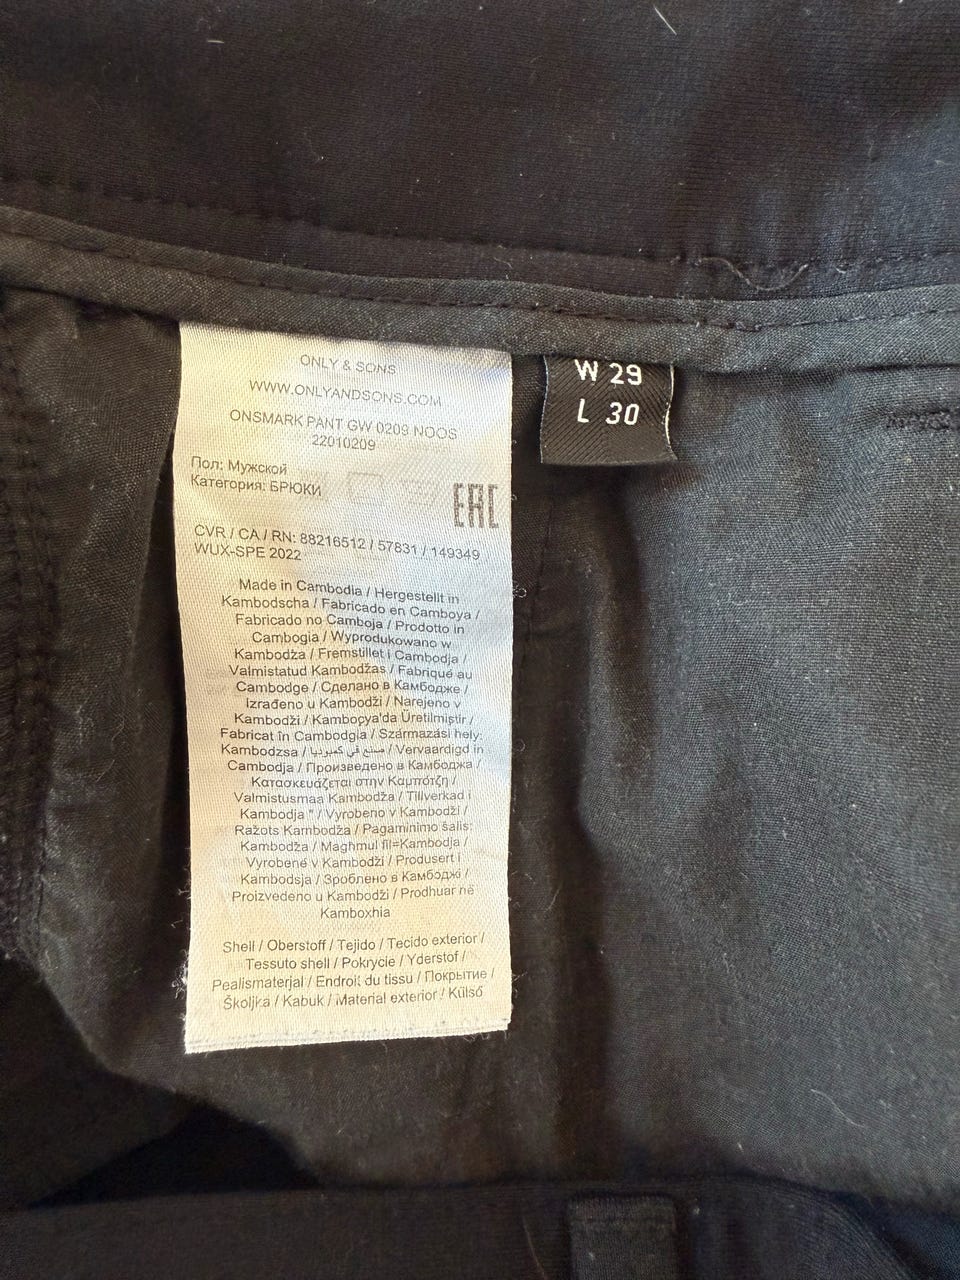 ONLY & SONS
WWW.ONLYANDSONS.COM
ONSMARK PANT GW 0209 NOOS
22010209
Пол: Мужской
Категория: БРЮКИ
EAC
CVR / CA / RN: 88216512 / 57831 / 149349
WUX-SPE 2022
Made in Cambodia / Hergestellt in
Kambodscha / Fabricado en Camboya /
Fabricado no Camboja / Prodotto in
Cambogia / Wyprodukowano w
Kambodża / Fremstillet i Cambodja /
Valmistatud Kambodžas / Fabriqué au
Cambodge / Сделано в Камбодже /
Izrađeno u Kambodži / Narejeno v
Kambodži / Kamboçya'da Üretilmiştir /
Fabricat în Cambodgia / Származási hely:
Kambodzsa / صنع في كمبوديا / Vervaardigd in
Cambodja / Произведено в Камбоджа /
Κατασκευάζεται στην Καμπότζη /
Valmistusmaa Kambodža / Tillverkad i
Kambodja " / Vyrobeno v Kambodži /
Ražots Kambodža / Pagaminimo šalis:
Kambodža / Magħmul fil=Kambodja /
Vyrobené v Kambodži / Produsert i
Kambodsja / Зроблено в Камбоджі /
Proizvedeno u Kambodži / Prodhuar në
Kamboxhia
Shell / Oberstoff / Tejido / Tecido exterior /
Tessuto shell / Pokrycie / Yderstof /
Pealismaterjal / Endroit du tissu / Покрытие /
Školjka / Kabuk / Material exterior / Külső
W 29
L 30